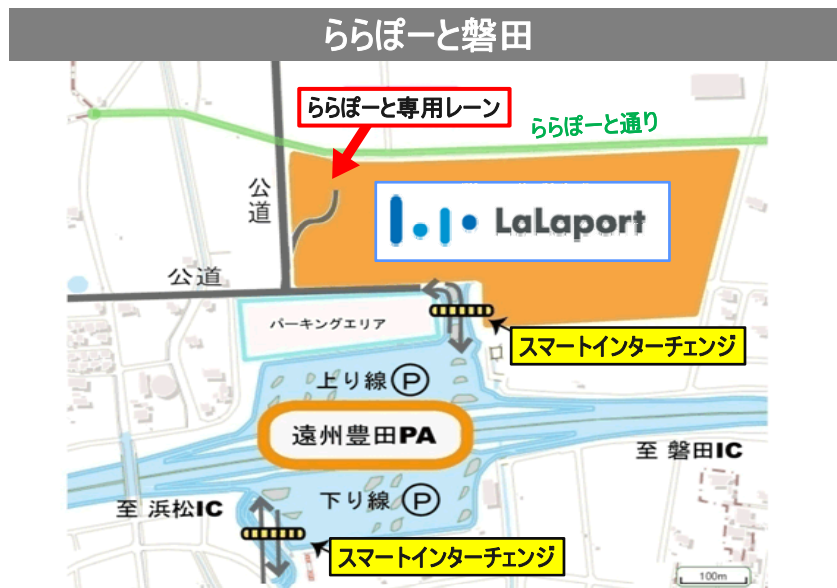 ららぽーと磐田
ららぽーと専用レーン
ららぽーと通り
公道
LaLaport
公道
パーキングエリア
スマートインターチェンジ
上り線 P
遠州豊田PA
至 磐田IC
至 浜松IC
下り線 P
スマートインターチェンジ
100m